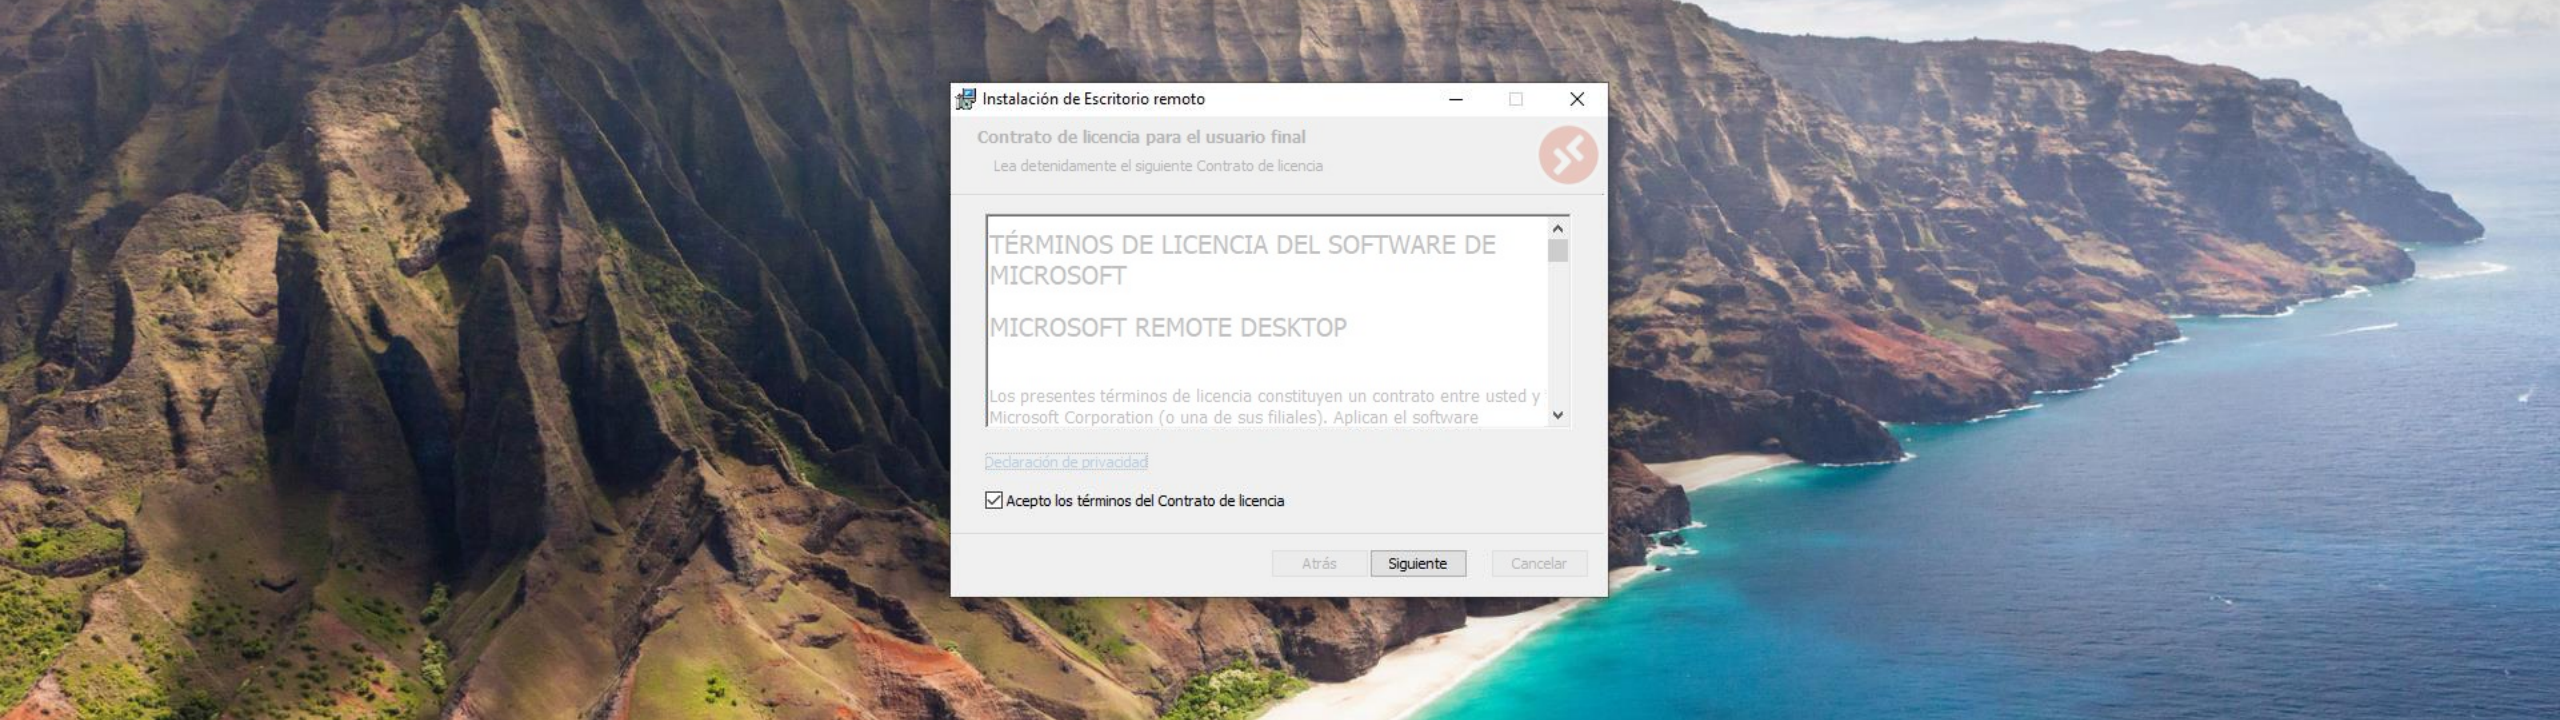 Instalación de Escritorio remoto
Contrato de licencia para el usuario final
Lea detenidamente el siguiente Contrato de licencia
TÉRMINOS DE LICENCIA DEL SOFTWARE DE
MICROSOFT
MICROSOFT REMOTE DESKTOP
Los presentes términos de licencia constituyen un contrato entre usted y
Microsoft Corporation (o una de sus filiales). Aplican el software
Declaración de privacidad
Acepto los términos del Contrato de licencia
Atrás Siguiente Cancelar